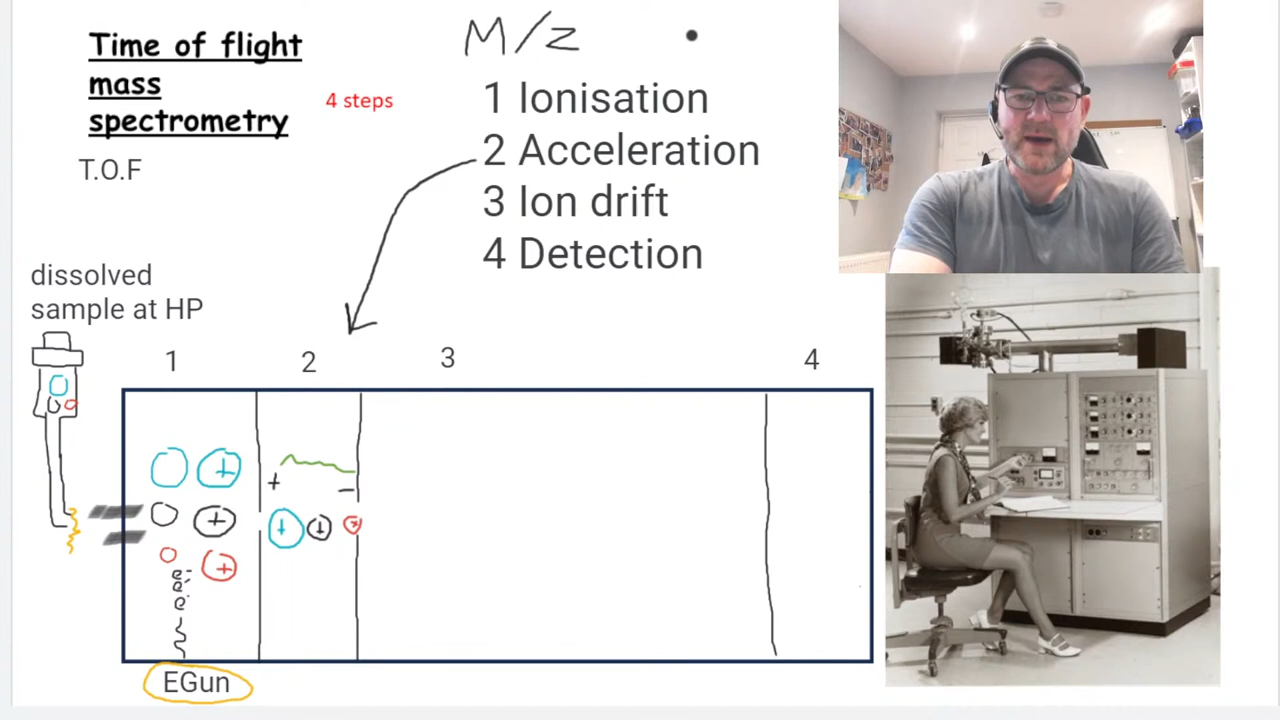 Time of flight
mass
spectrometry
T.O.F
4 steps
M/z
1 Ionisation
2 Acceleration
3 Ion drift
4 Detection
dissolved
sample at HP
1
2
3
4
+
-
+
+
+
+
+
+
e-
e-
e-
EGun